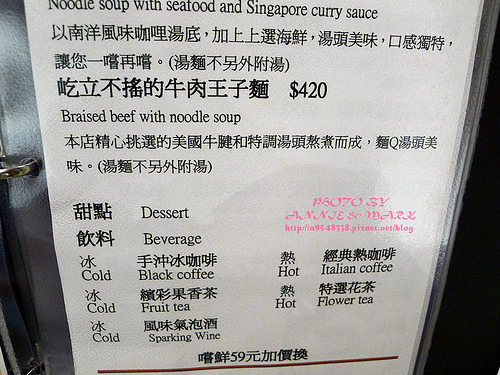 Noodle soup with seafood and Singapore curry sauce
以南洋風味咖哩湯底，加上上選海鮮，湯頭美味，口感獨特，
讓您一嚐再嚐。(湯麵不另外附湯)
屹立不搖的牛肉王子麵 $420
Braised beef with noodle soup
本店精心挑選的美國牛腱和特調湯頭熬煮而成，麵Q湯頭美
味。(湯麵不另外附湯)
PHOTO BY
ANNIE & MARK
http://a9548338.pixnet.net/blog
甜點 Dessert
飲料 Beverage
冰 手沖冰咖啡 熱 經典熱咖啡
Cold Black coffee Hot Italian coffee
冰 繽彩果香茶 熱 特選花茶
Cold Fruit tea Hot Flower tea
冰 風味氣泡酒
Cold Sparking Wine
嚐鮮59元加價換